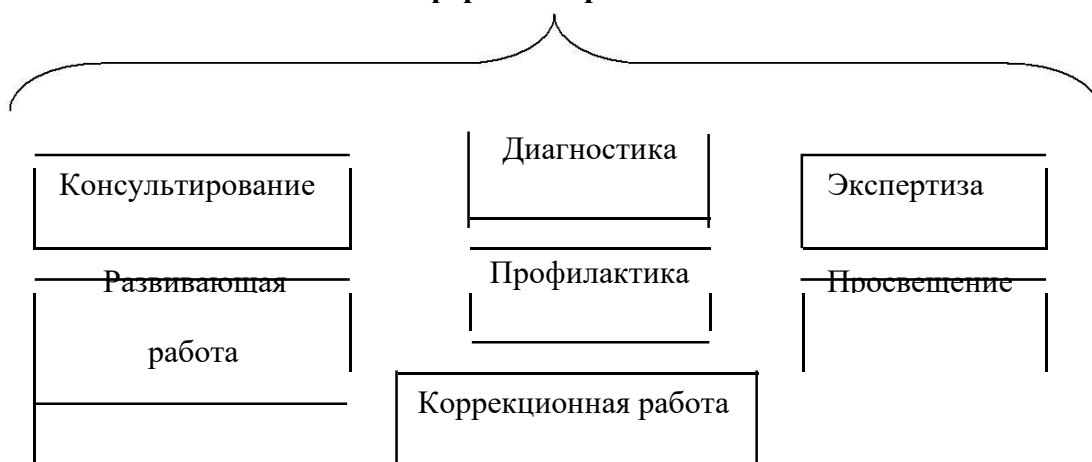 Диагностика
Консультирование
Экспертиза
Развивающая
работа
Профилактика
Просвещение
Коррекционная работа